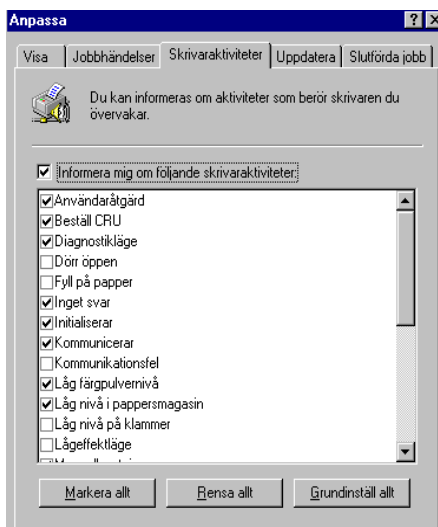 Anpassa
Visa Jobbhändelser Skrivaraktiviteter Uppdatera Slutförda jobb
Du kan informeras om aktiviteter som berör skrivaren du
övervakar.
Informera mig om följande skrivaraktiviteter:
Användaråtgärd
Beställ CRU
Diagnostikläge
Dörr öppen
Fyll på papper
Inget svar
Initialiserar
Kommunicerar
Kommunikationsfel
Låg färgpulvernivå
Låg nivå i pappersmagasin
Låg nivå på klammer
Lågeffektläge
Markera allt Rensa allt Grundinställ allt